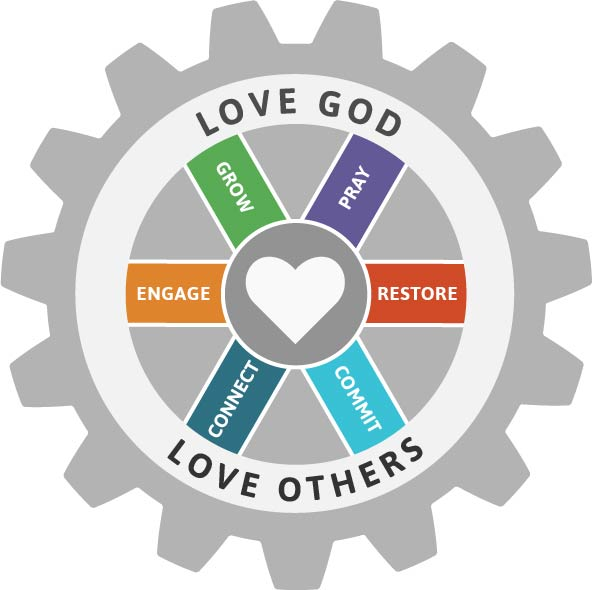 LOVE GOD
GROW
PRAY
ENGAGE
RESTORE
CONNECT
COMMIT
LOVE OTHERS